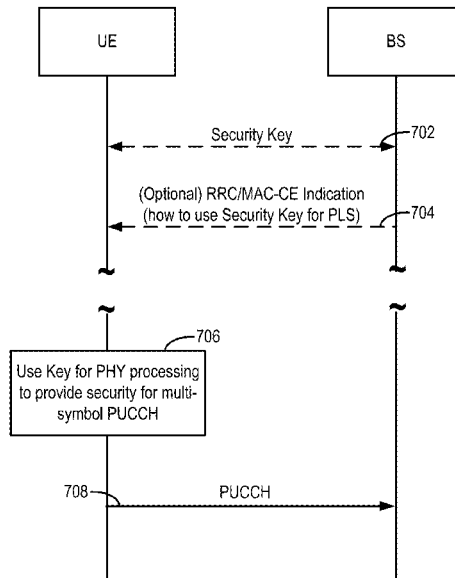 UE
BS
Security Key
702
(Optional) RRC/MAC-CE Indication
(how to use Security Key for PLS)
704
706
Use Key for PHY processing
to provide security for multi-
symbol PUCCH
708
PUCCH